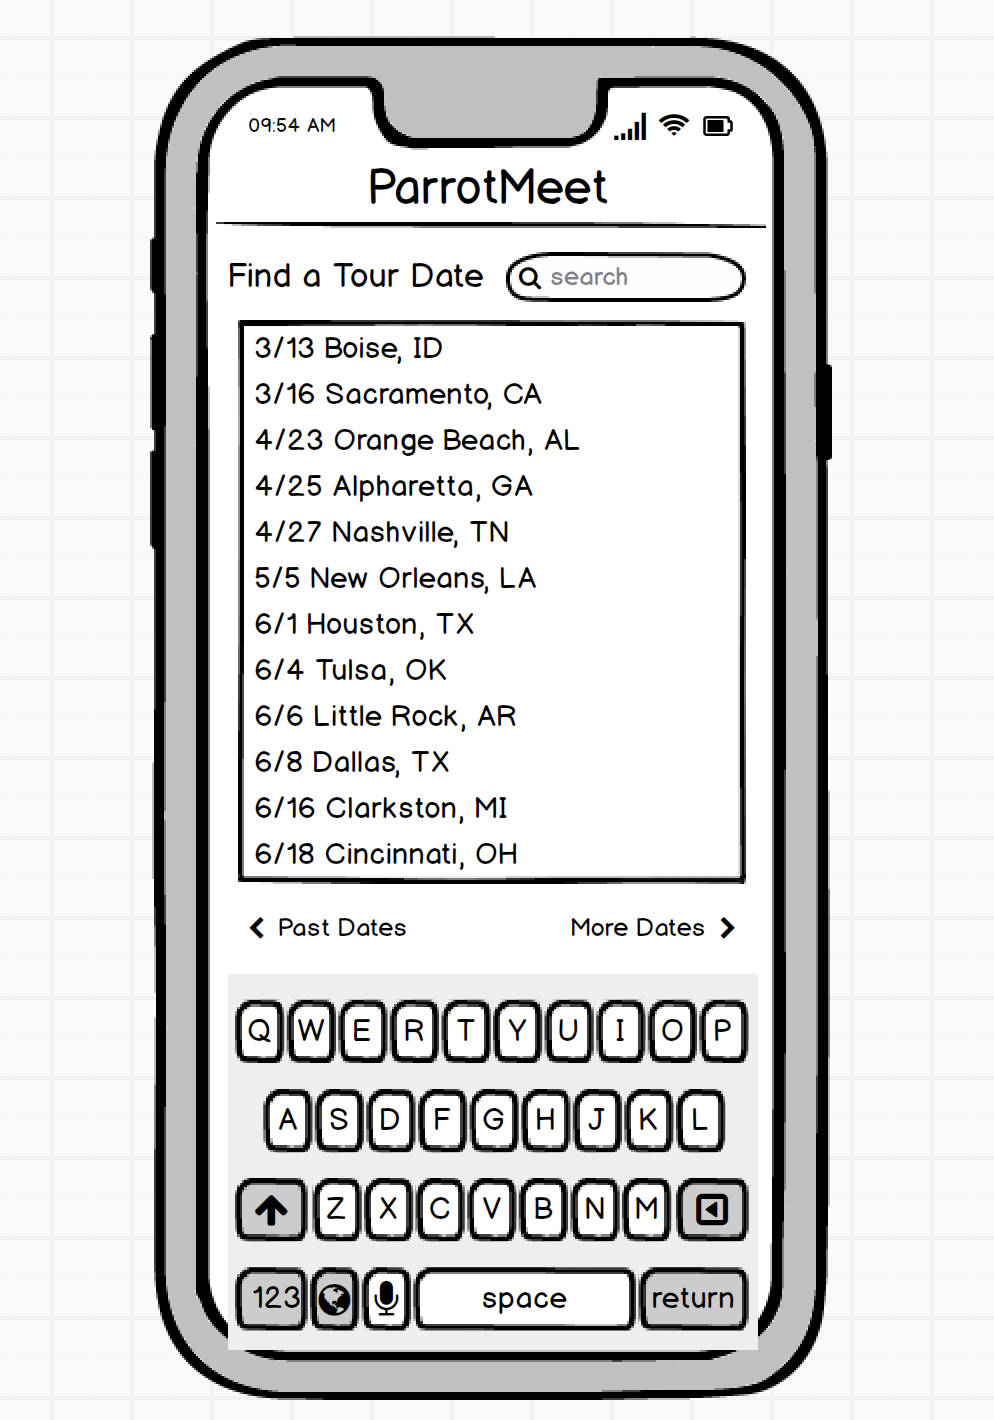 09:54 AM
ParrotMeet
Find a Tour Date
search
3/13 Boise, ID
3/16 Sacramento, CA
4/23 Orange Beach, AL
4/25 Alpharetta, GA
4/27 Nashville, TN
5/5 New Orleans, LA
6/1 Houston, TX
6/4 Tulsa, OK
6/6 Little Rock, AR
6/8 Dallas, TX
6/16 Clarkston, MI
6/18 Cincinnati, OH
Past Dates More Dates
Q W E R T Y U I O P
A S D F G H J K L
Z X C V B N M
123 space return